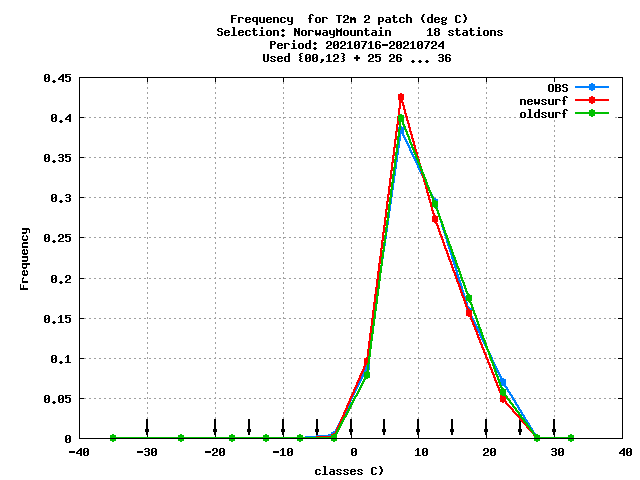 Frequency  for T2m 2 patch (deg C)
Selection: NorwayMountain     18 stations
Period: 20210716-20210724
Used {00,12} + 25 26 ... 36
OBS
newsurf
oldsurf
0.45
0.4
0.35
0.3
0.25
0.2
0.15
0.1
0.05
0
Frequency
-40 -30 -20 -10 0 10 20 30 40
classes C)